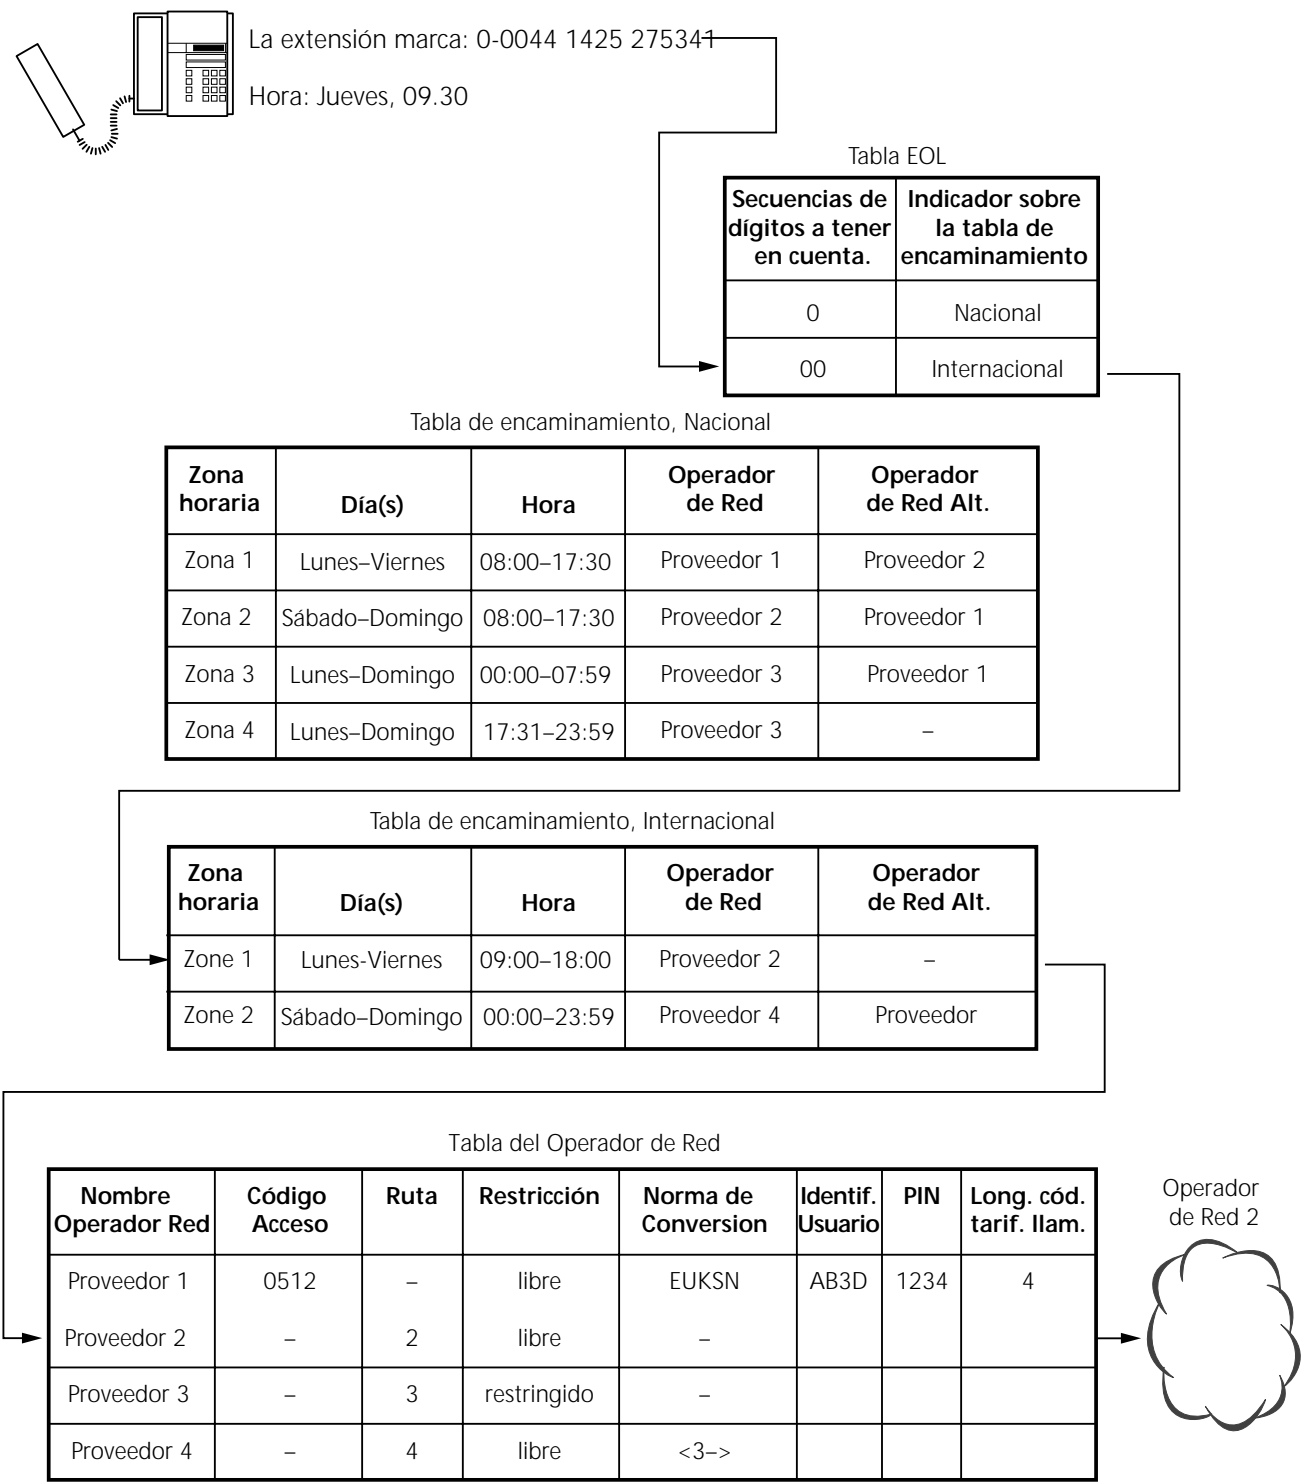 La extensión marca: 0-0044 1425 275341
Hora: Jueves, 09.30
Tabla EOL
Secuencias de dígitos a tener en cuenta. Indicador sobre la tabla de encaminamiento
0 Nacional
00 Internacional
Tabla de encaminamiento, Nacional
Zona horaria Día(s) Hora Operador de Red Operador de Red Alt.
Zona 1 Lunes–Viernes 08:00–17:30 Proveedor 1 Proveedor 2
Zona 2 Sábado–Domingo 08:00–17:30 Proveedor 2 Proveedor 1
Zona 3 Lunes–Domingo 00:00–07:59 Proveedor 3 Proveedor 1
Zona 4 Lunes–Domingo 17:31–23:59 Proveedor 3 –
Tabla de encaminamiento, Internacional
Zona horaria Día(s) Hora Operador de Red Operador de Red Alt.
Zone 1 Lunes-Viernes 09:00–18:00 Proveedor 2 –
Zone 2 Sábado–Domingo 00:00–23:59 Proveedor 4 Proveedor
Tabla del Operador de Red
Nombre Operador Red Código Acceso Ruta Restricción Norma de Conversion Identif. Usuario PIN Long. cód. tarif. llam.
Proveedor 1 0512 – libre EUKSN AB3D 1234 4
Proveedor 2 – 2 libre –
Proveedor 3 – 3 restringido –
Proveedor 4 – 4 libre <3–>
Operador de Red 2